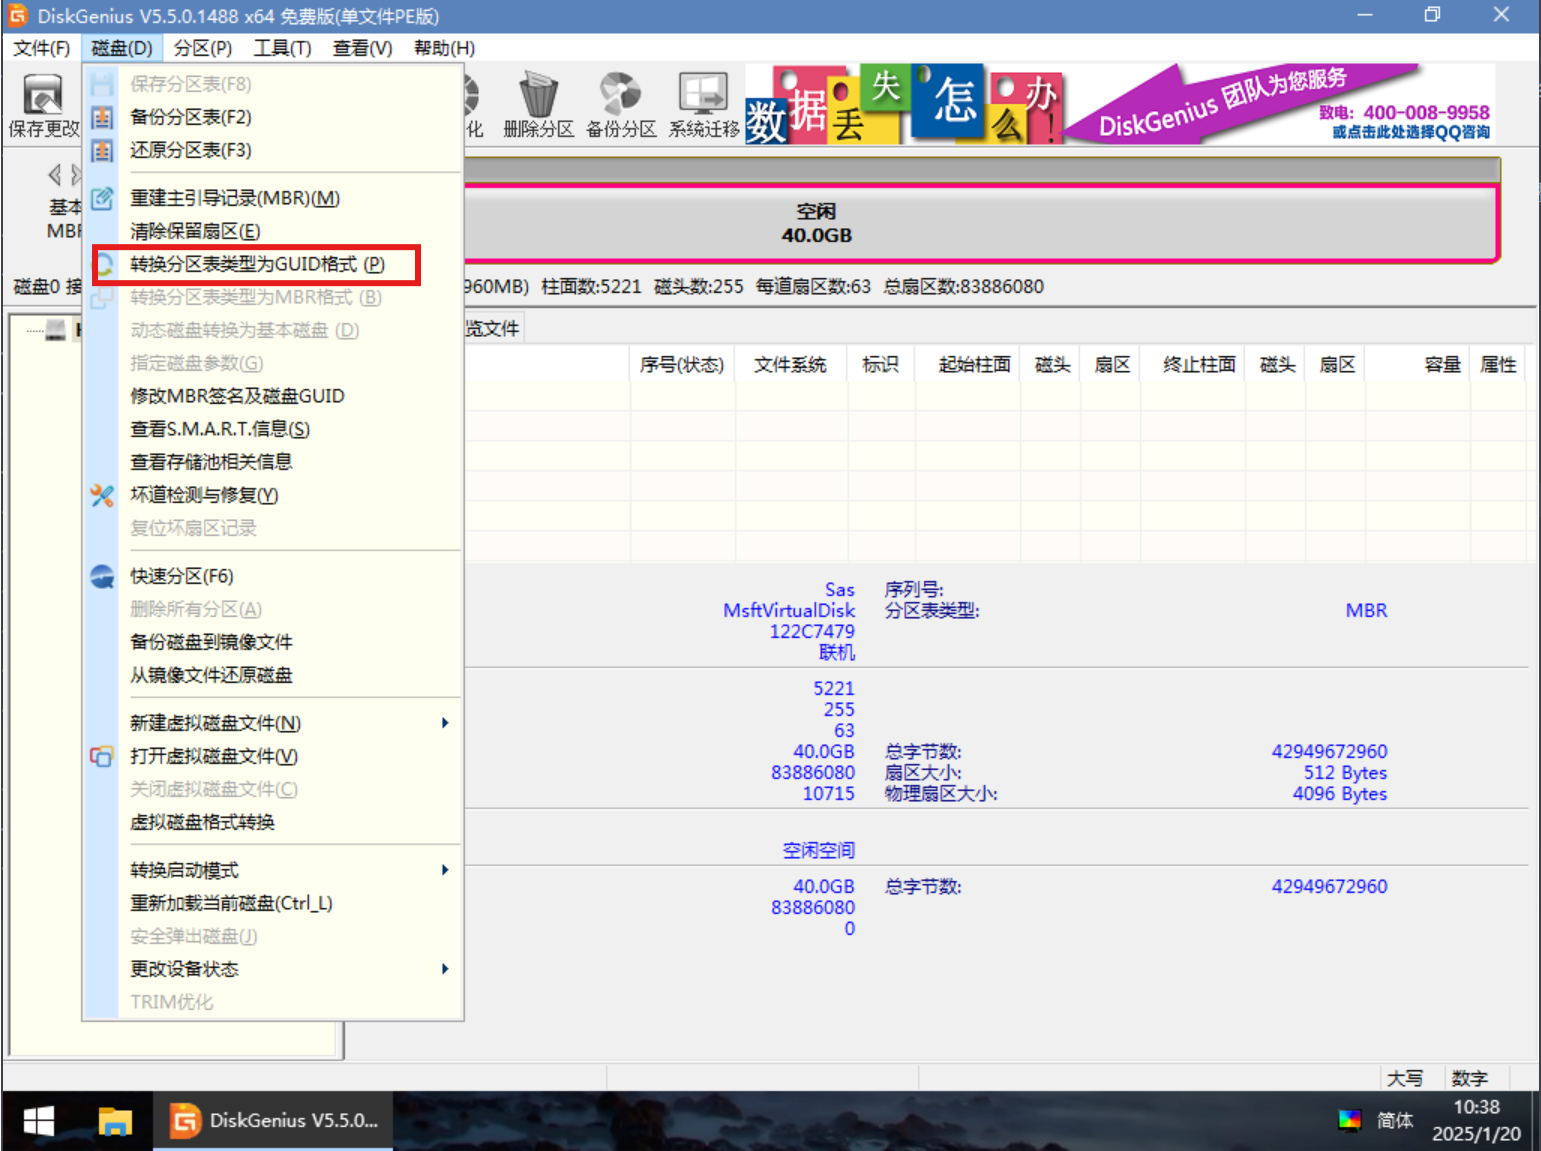 DiskGenius V5.5.0.1488 x64 免费版(单文件PE版)
文件(F) 磁盘(D) 分区(P) 工具(T) 查看(V) 帮助(H)
保存更改
化 删除分区 备份分区 系统迁移
数据丢失怎么办!
DiskGenius 团队为您服务
致电: 400-008-9958
或点击此处选择QQ咨询
保存分区表(F8)
备份分区表(F2)
还原分区表(F3)
重建主引导记录(MBR)(M)
清除保留扇区(E)
转换分区表类型为GUID格式 (P)
转换分区表类型为MBR格式 (B)
动态磁盘转换为基本磁盘 (D)
指定磁盘参数(G)
修改MBR签名及磁盘GUID
查看S.M.A.R.T.信息(S)
查看存储池相关信息
坏道检测与修复(Y)
复位坏扇区记录
快速分区(F6)
删除所有分区(A)
备份磁盘到镜像文件
从镜像文件还原磁盘
新建虚拟磁盘文件(N)
打开虚拟磁盘文件(V)
关闭虚拟磁盘文件(C)
虚拟磁盘格式转换
转换启动模式
重新加载当前磁盘(Ctrl_L)
安全弹出磁盘(J)
更改设备状态
TRIM优化
基本
MBR
空闲
40.0GB
磁盘0 接
960MB) 柱面数:5221 磁头数:255 每道扇区数:63 总扇区数:83886080
H
览文件
序号(状态) 文件系统 标识 起始柱面 磁头 扇区 终止柱面 磁头 扇区 容量 属性
Sas 序列号:
MsftVirtualDisk 分区表类型: MBR
122C7479
联机
5221
255
63
40.0GB 总字节数: 42949672960
83886080 扇区大小: 512 Bytes
10715 物理扇区大小: 4096 Bytes
空闲空间
40.0GB 总字节数: 42949672960
83886080
0
大写 数字
DiskGenius V5.5.0...
简体
10:38
2025/1/20